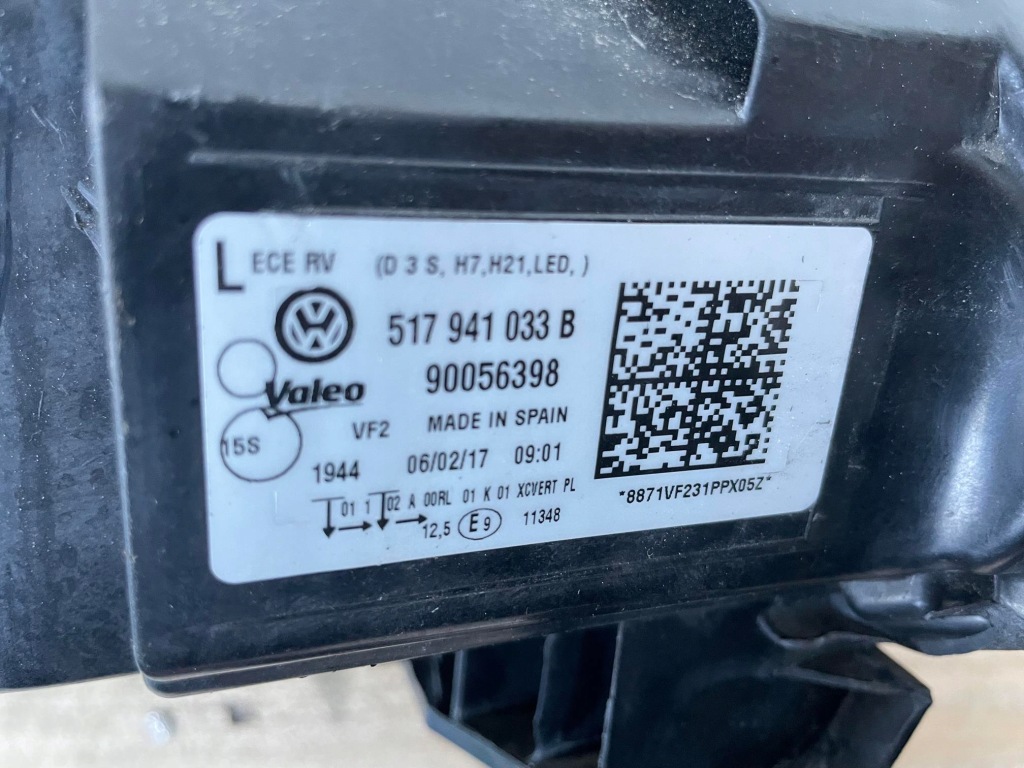 L ECE RV (D 3 S, H7,H21,LED, )
517 941 033 B
Valeo 90056398
15S VF2 MADE IN SPAIN
1944 06/02/17 09:01
*8871VF231PPX05Z*
01 1 02 A 00RL 01 K 01 XCVERT PL
12,5 E9 11348